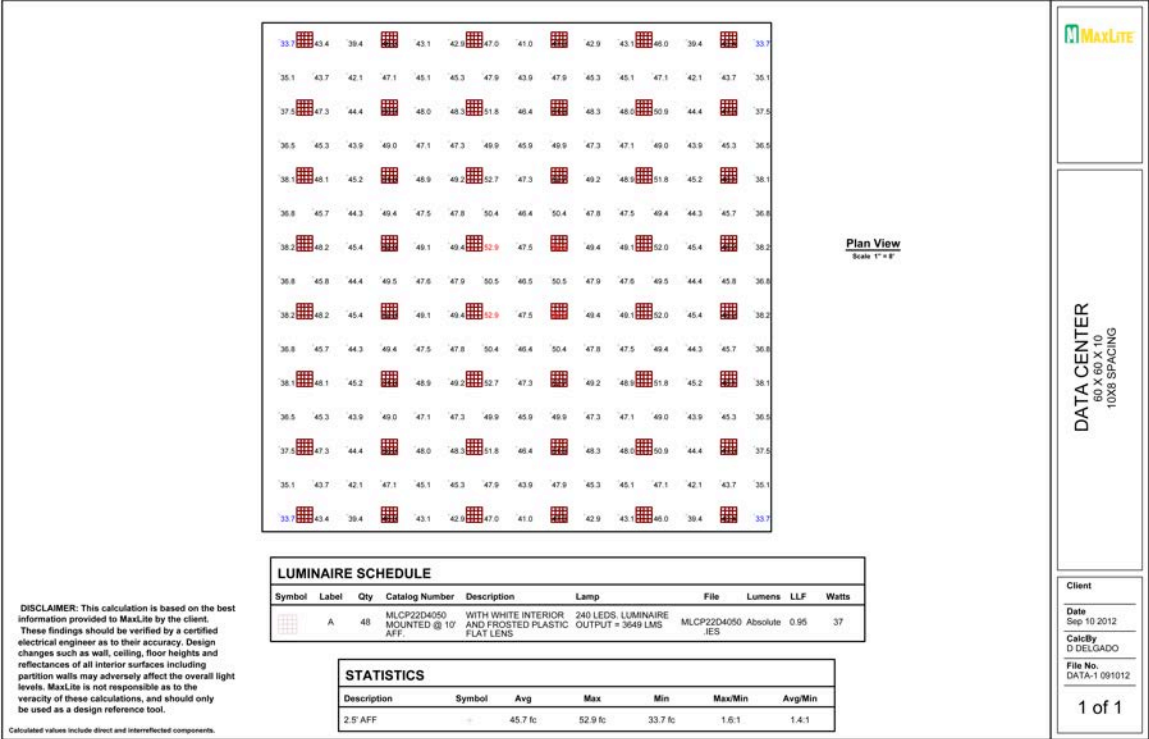 33.7 43.4 39.4 43.1 42.9 47.0 41.0 42.9 43.1 46.0 39.4 33.7
35.1 43.7 42.1 47.1 45.1 45.3 47.9 43.9 47.9 45.3 45.1 47.1 42.1 43.7 35.1
37.5 47.3 44.4 48.0 48.3 51.8 46.4 48.3 48.0 50.9 44.4 37.5
36.5 45.3 43.9 49.0 47.1 47.3 49.9 45.9 49.9 47.3 47.1 49.0 43.9 45.3 36.5
38.1 48.1 45.2 48.9 49.2 52.7 47.3 49.2 48.9 51.8 45.2 38.1
36.8 45.7 44.3 49.4 47.5 47.8 50.4 46.4 50.4 47.8 47.5 49.4 44.3 45.7 36.8
38.2 48.2 45.4 49.1 49.4 52.9 47.5 49.4 49.1 52.0 45.4 38.2
36.8 45.8 44.4 49.5 47.6 47.9 50.5 46.5 50.5 47.9 47.6 49.5 44.4 45.8 36.8
38.2 48.2 45.4 49.1 49.4 52.9 47.5 49.4 49.1 52.0 45.4 38.2
36.8 45.7 44.3 49.4 47.5 47.8 50.4 46.4 50.4 47.8 47.5 49.4 44.3 45.7 36.8
38.1 48.1 45.2 48.9 49.2 52.7 47.3 49.2 48.9 51.8 45.2 38.1
36.5 45.3 43.9 49.0 47.1 47.3 49.9 45.9 49.9 47.3 47.1 49.0 43.9 45.3 36.5
37.5 47.3 44.4 48.0 48.3 51.8 46.4 48.3 48.0 50.9 44.4 37.5
35.1 43.7 42.1 47.1 45.1 45.3 47.9 43.9 47.9 45.3 45.1 47.1 42.1 43.7 35.1
33.7 43.4 39.4 43.1 42.9 47.0 41.0 42.9 43.1 46.0 39.4 33.7
Plan View
Scale 1" = 8'
LUMINAIRE SCHEDULE
Symbol Label Qty Catalog Number Description Lamp File Lumens LLF Watts
A 48 MLCP22D4050 MOUNTED @ 10' AFF. WITH WHITE INTERIOR AND FROSTED PLASTIC FLAT LENS 240 LEDS. LUMINAIRE OUTPUT = 3649 LMS MLCP22D4050 .IES Absolute 0.95 37
STATISTICS
Description Symbol Avg Max Min Max/Min Avg/Min
2.5' AFF + 45.7 fc 52.9 fc 33.7 fc 1.6:1 1.4:1
DISCLAIMER: This calculation is based on the best
information provided to MaxLite by the client.
These findings should be verified by a certified
electrical engineer as to their accuracy. Design
changes such as wall, ceiling, floor heights and
reflectances of all interior surfaces including
partition walls may adversely affect the overall light
levels. MaxLite is not responsible as to the
veracity of these calculations, and should only
be used as a design reference tool.
Calculated values include direct and interreflected components.
MAXLITE
DATA CENTER
60 X 60 X 10
10X8 SPACING
Client
Date
Sep 10 2012
CalcBy
D DELGADO
File No.
DATA-1 091012
1 of 1